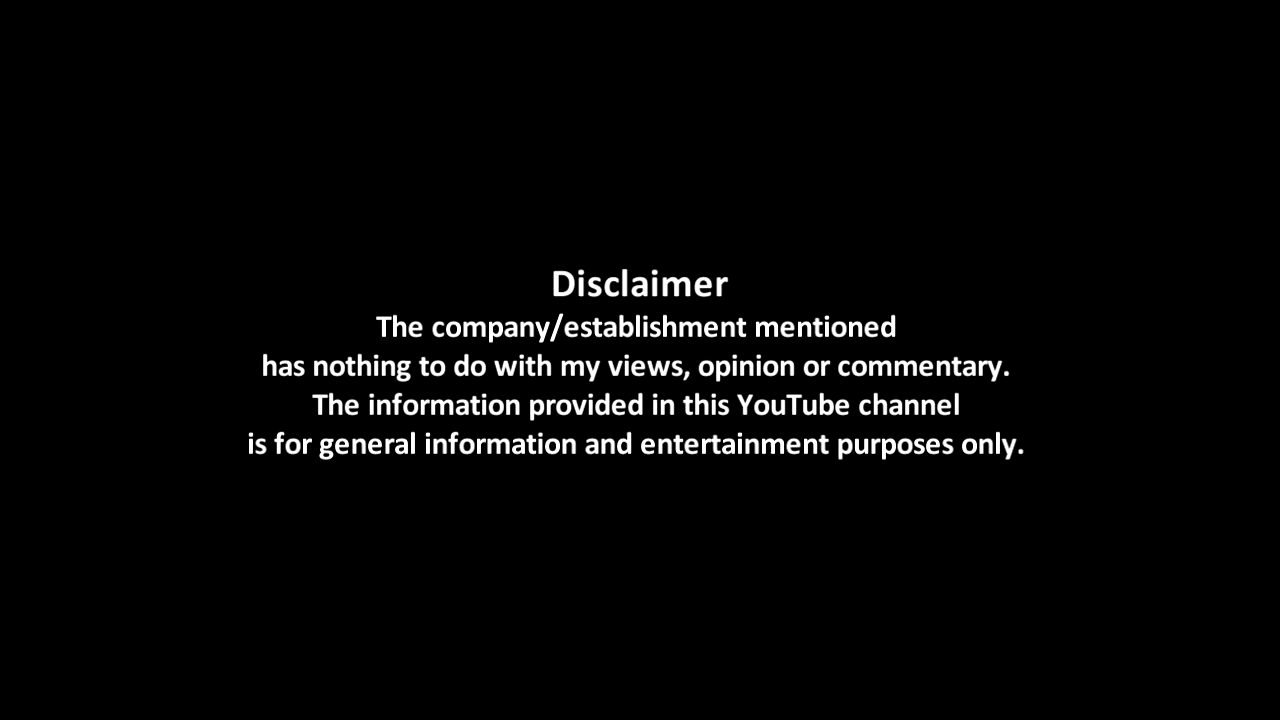 Disclaimer
The company/establishment mentioned
has nothing to do with my views, opinion or commentary.
The information provided in this YouTube channel
is for general information and entertainment purposes only.